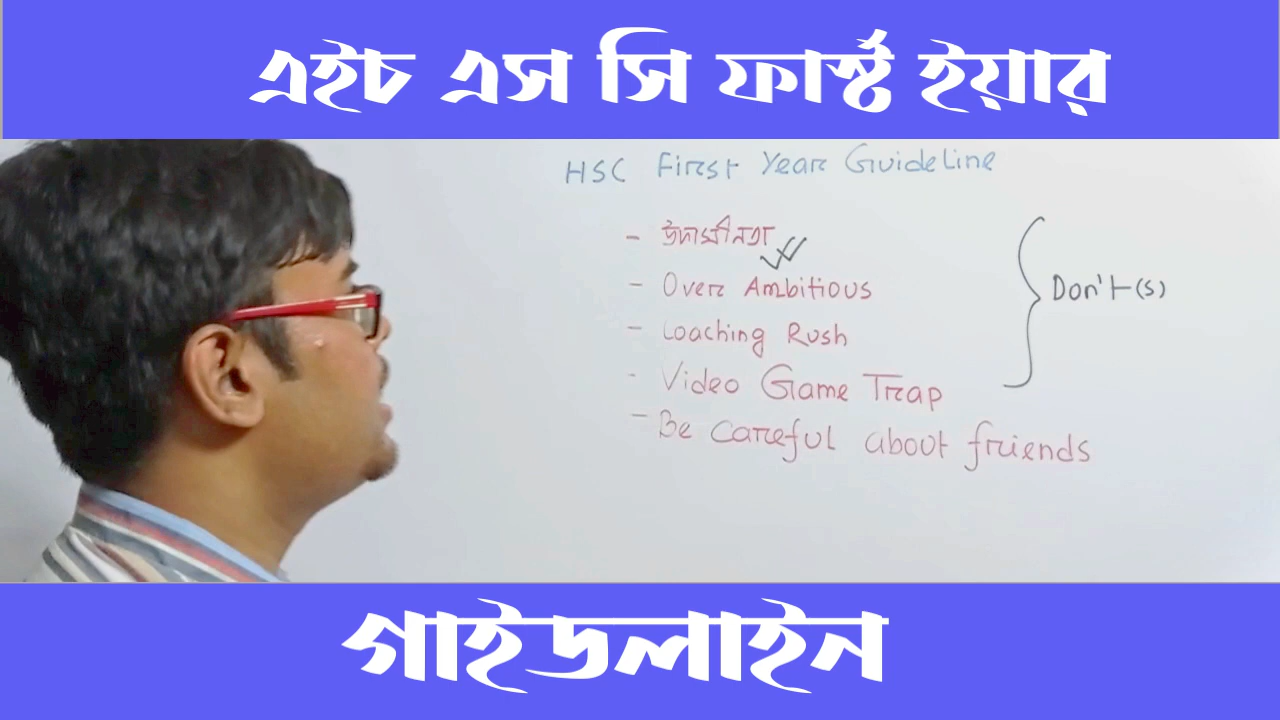 এইচ এস সি ফার্স্ট ইয়ার
HSC First Year Guideline
- উদাসীনতা
- Over Ambitious
- Coaching Rush
- Video Game Trap
- Be careful about friends
Don't(s)
গাইডলাইন